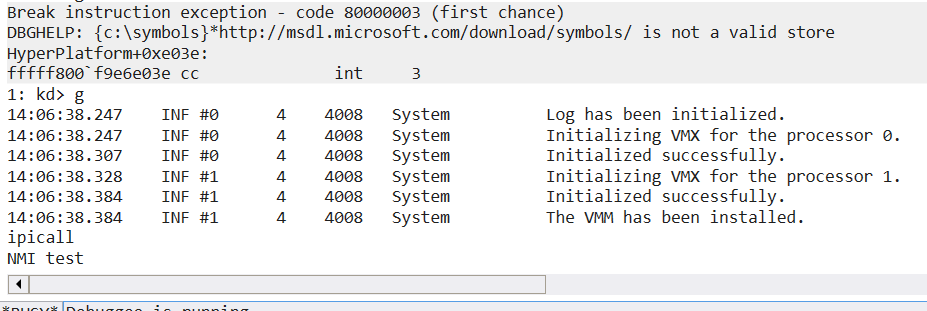 Break instruction exception - code 80000003 (first chance)
DBGHELP: {c:\symbols}*http://msdl.microsoft.com/download/symbols/ is not a valid store
HyperPlatform+0xe03e:
fffff800`f9e6e03e cc int 3
1: kd> g
14:06:38.247 INF #0 4 4008 System Log has been initialized.
14:06:38.247 INF #0 4 4008 System Initializing VMX for the processor 0.
14:06:38.307 INF #0 4 4008 System Initialized successfully.
14:06:38.328 INF #1 4 4008 System Initializing VMX for the processor 1.
14:06:38.384 INF #1 4 4008 System Initialized successfully.
14:06:38.384 INF #1 4 4008 System The VMM has been installed.
ipicall
NMI test
*BUSY* Debuggee is running